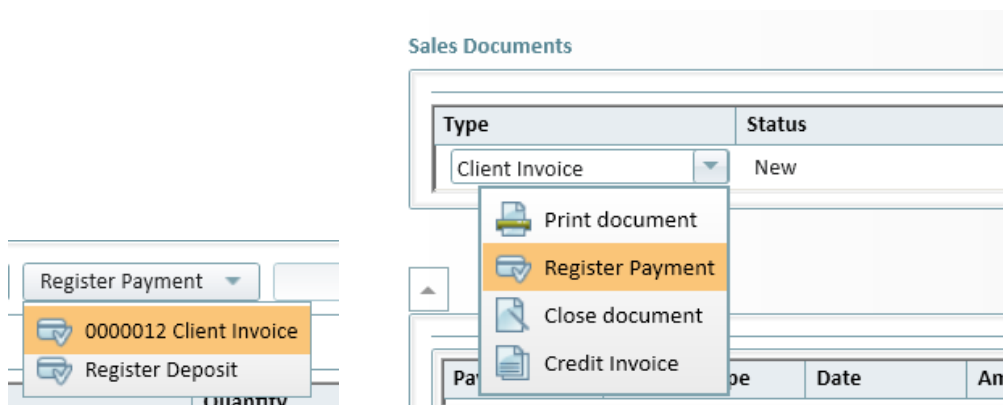 Sales Documents
Type Status
Client Invoice New
Print document
Register Payment
Close document
Credit Invoice
Date
Register Payment
0000012 Client Invoice
Register Deposit
Quantity